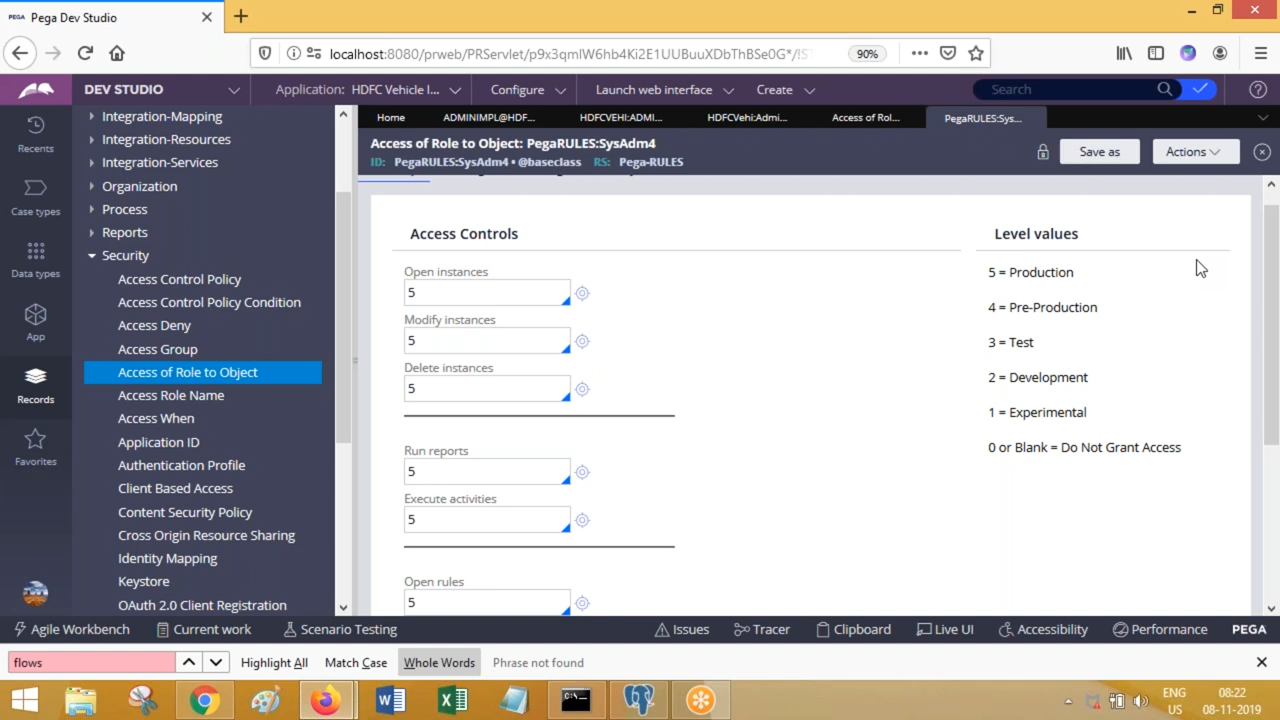 PEGA Pega Dev Studio
localhost:8080/prweb/PRServlet/p9x3qmlW6hb4Ki2E1UUBuuXDbThBSe0G*/!S
90%
DEV STUDIO
Application: HDFC Vehicle I...
Configure
Launch web interface
Create
Search
Recents
Case types
Data types
App
Records
Favorites
Integration-Mapping
Integration-Resources
Integration-Services
Organization
Process
Reports
Security
Access Control Policy
Access Control Policy Condition
Access Deny
Access Group
Access of Role to Object
Access Role Name
Access When
Application ID
Authentication Profile
Client Based Access
Content Security Policy
Cross Origin Resource Sharing
Identity Mapping
Keystore
OAuth 2.0 Client Registration
Home
ADMINIMPL@HDF...
HDFCVEHI:ADMI...
HDFCVehi:Admi...
Access of Rol...
PegaRULES:Sys...
Access of Role to Object: PegaRULES:SysAdm4
ID: PegaRULES:SysAdm4 • @baseclass RS: Pega-RULES
Save as
Actions
Access Controls
Open instances
5
Modify instances
5
Delete instances
5
Run reports
5
Execute activities
5
Open rules
5
Level values
5 = Production
4 = Pre-Production
3 = Test
2 = Development
1 = Experimental
0 or Blank = Do Not Grant Access
Agile Workbench
Current work
Scenario Testing
Issues
Tracer
Clipboard
Live UI
Accessibility
Performance
PEGA
flows
Highlight All
Match Case
Whole Words
Phrase not found
ENG
US
08:22
08-11-2019